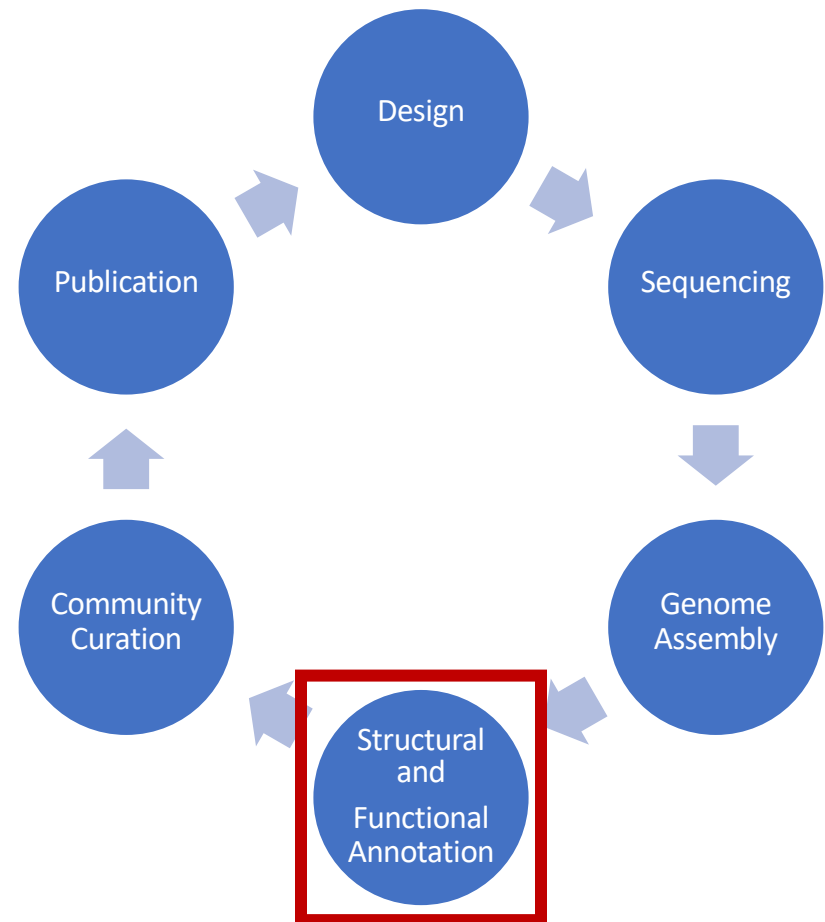 Design
Sequencing
Genome
Assembly
Structural
and
Functional
Annotation
Community
Curation
Publication